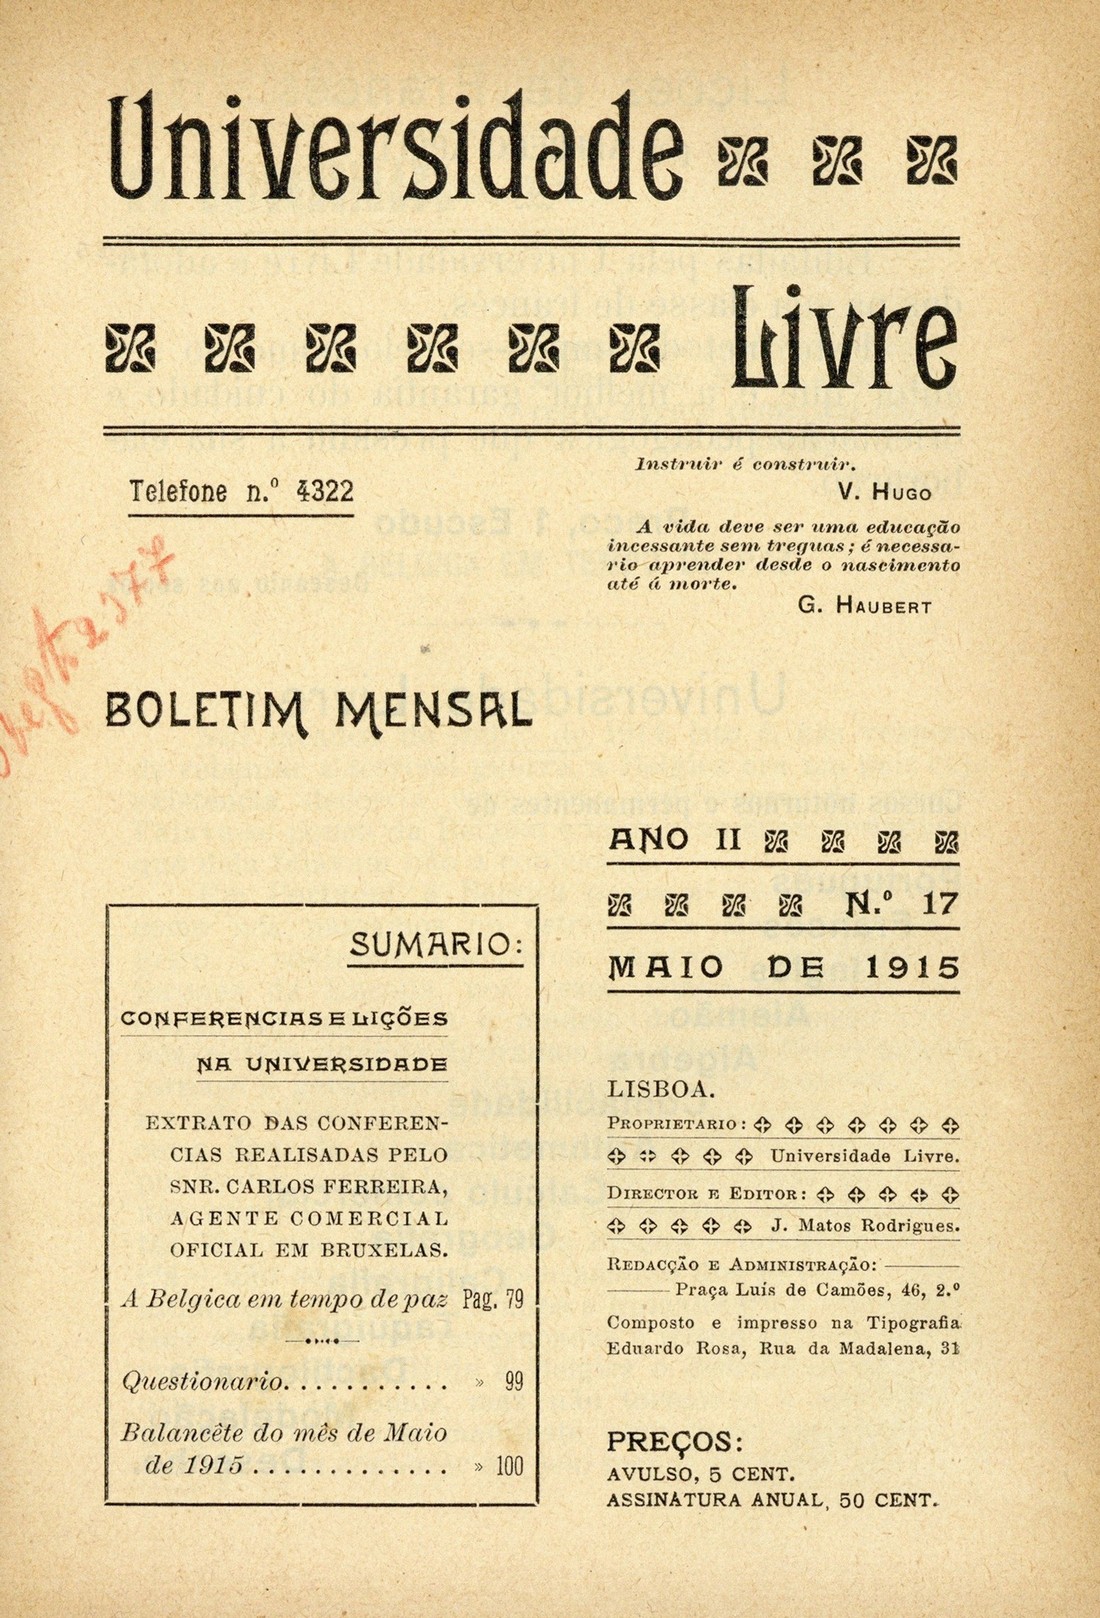 Universidade
Livre
Telefone n.º 4322
Instruir é construir.
V. Hugo
A vida deve ser uma educação
incessante sem treguas; é necessa-
rio aprender desde o nascimento
até á morte.
G. Haubert
BOLETIM MENSAL
ANO II
N.º 17
MAIO DE 1915
SUMARIO:
CONFERENCIAS E LIÇÕES
NA UNIVERSIDADE
EXTRATO DAS CONFEREN-
CIAS REALISADAS PELO
SNR. CARLOS FERREIRA,
AGENTE COMERCIAL
OFICIAL EM BRUXELAS.
A Belgica em tempo de paz Pag. 79
Questionario. . . . . . . . . . . » 99
Balancête do mês de Maio
de 1915 . . . . . . . . . . . . . » 100
LISBOA.
Proprietario:
Universidade Livre.
Director e Editor:
J. Matos Rodrigues.
Redacção e Administração:
Praça Luís de Camões, 46, 2.º
Composto e impresso na Tipografia
Eduardo Rosa, Rua da Madalena, 31
PREÇOS:
AVULSO, 5 CENT.
ASSINATURA ANUAL, 50 CENT.